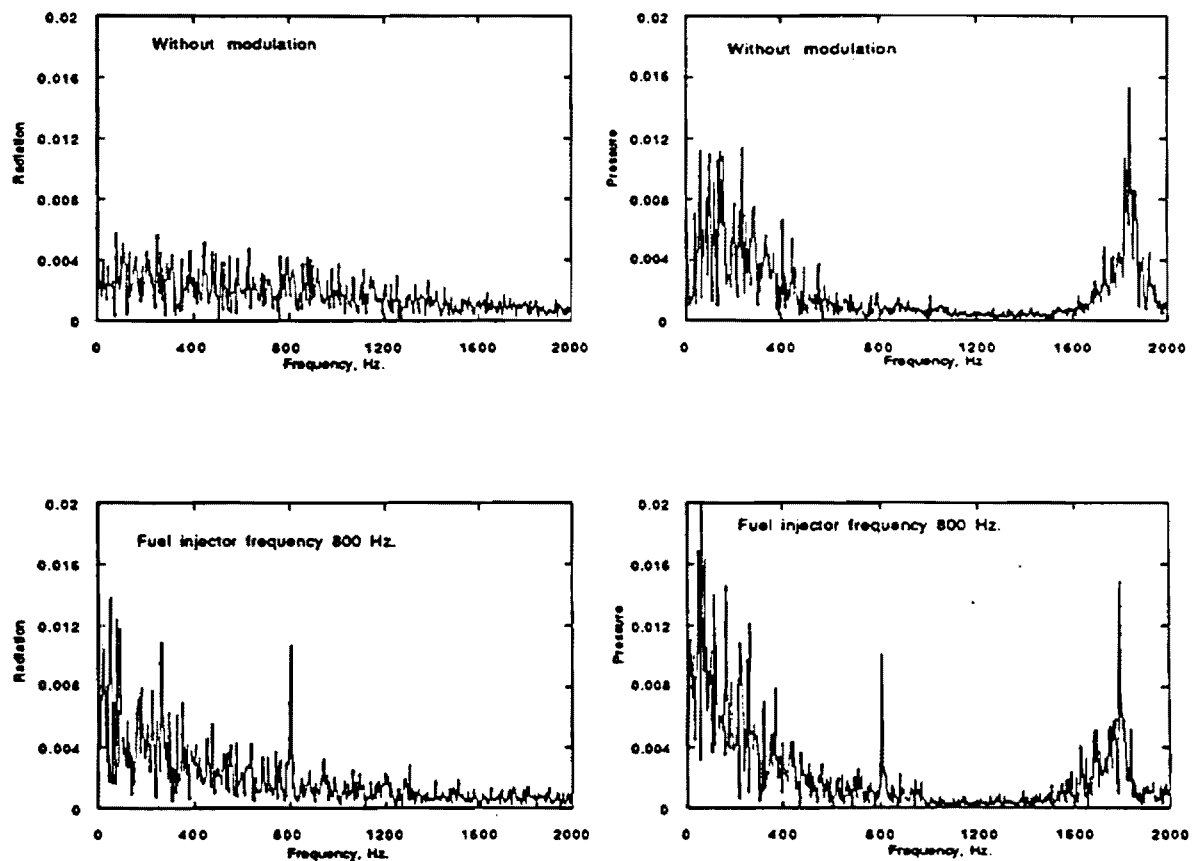 0.02
0.016
0.012
0.008
0.004
0
Radiation
Without modulation
0 400 800 1200 1600 2000
Frequency, Hz.
0.02
0.016
0.012
0.008
0.004
0
Pressure
Without modulation
0 400 800 1200 1600 2000
Frequency, Hz
0.02
0.016
0.012
0.008
0.004
0
Radiation
Fuel injector frequency 800 Hz.
0 400 800 1200 1600 2000
Frequency, Hz.
0.02
0.016
0.012
0.008
0.004
0
Pressure
Fuel injector frequency 800 Hz.
0 400 800 1200 1600 2000
Frequency, Hz.